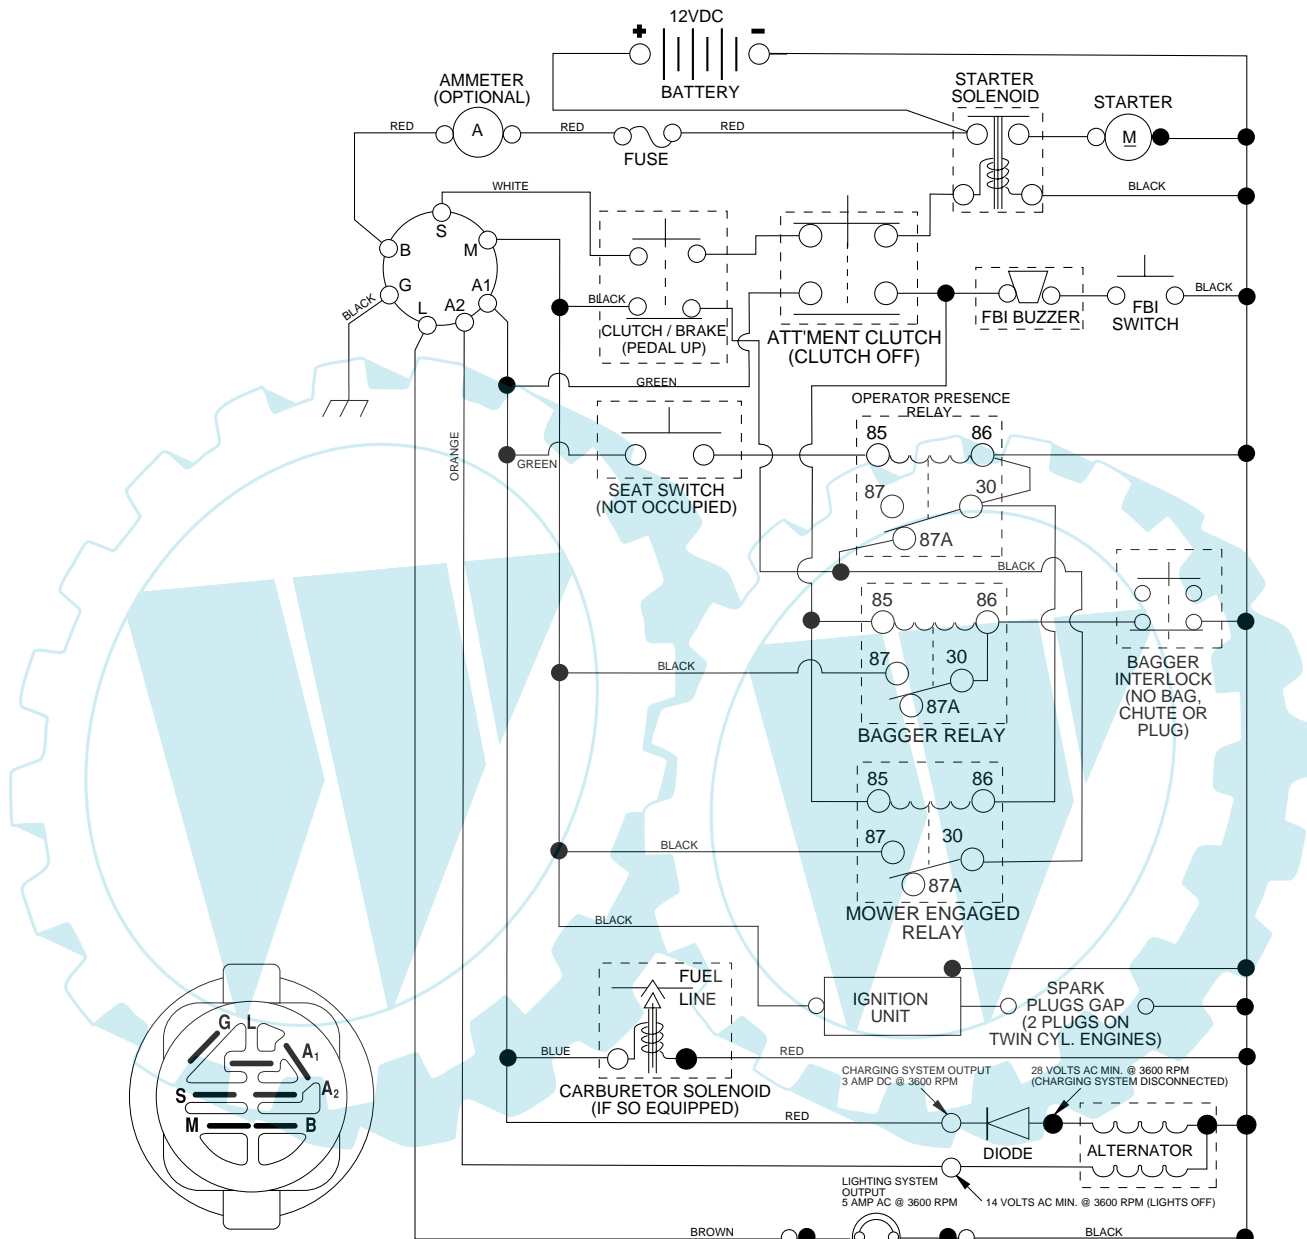 12VDC
+ -
BATTERY
AMMETER
(OPTIONAL)
STARTER
SOLENOID
STARTER
RED
A
RED
RED
FUSE
M
WHITE
BLACK
S
M
B
G
A1
A2
L
BLACK
BLACK
CLUTCH / BRAKE
(PEDAL UP)
ATT'MENT CLUTCH
(CLUTCH OFF)
FBI BUZZER
FBI
SWITCH
BLACK
GREEN
OPERATOR PRESENCE
RELAY
85
86
ORANGE
GREEN
SEAT SWITCH
(NOT OCCUPIED)
87
30
87A
BLACK
85
86
BLACK
87
30
87A
BAGGER RELAY
BAGGER
INTERLOCK
(NO BAG,
CHUTE OR
PLUG)
85
86
BLACK
87
30
87A
MOWER ENGAGED
RELAY
BLACK
FUEL
LINE
IGNITION
UNIT
SPARK
PLUGS GAP
(2 PLUGS ON
TWIN CYL. ENGINES)
BLUE
RED
CARBURETOR SOLENOID
(IF SO EQUIPPED)
CHARGING SYSTEM OUTPUT
3 AMP DC @ 3600 RPM
28 VOLTS AC MIN. @ 3600 RPM
(CHARGING SYSTEM DISCONNECTED)
RED
DIODE
ALTERNATOR
LIGHTING SYSTEM
OUTPUT
5 AMP AC @ 3600 RPM
14 VOLTS AC MIN. @ 3600 RPM (LIGHTS OFF)
BROWN
BLACK
G
L
A1
A2
S
M
B